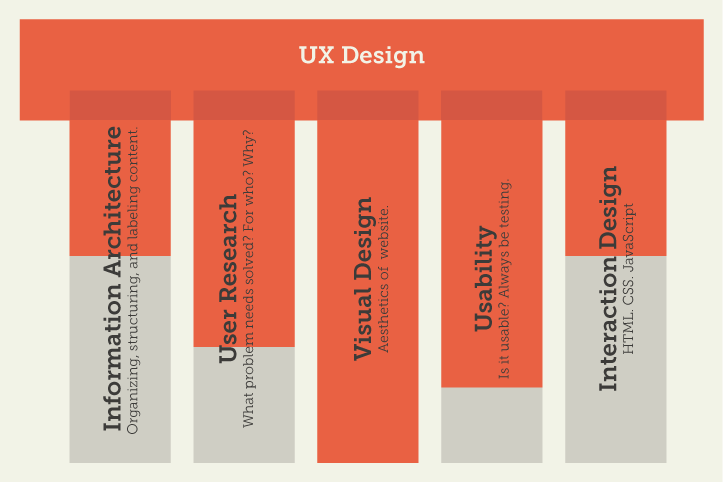 UX Design
Information Architecture
Organizing, structuring, and labeling content.
User Research
What problem needs solved? For who? Why?
Visual Design
Aesthetics of website.
Usability
Is it usable? Always be testing.
Interaction Design
HTML. CSS. JavaScript